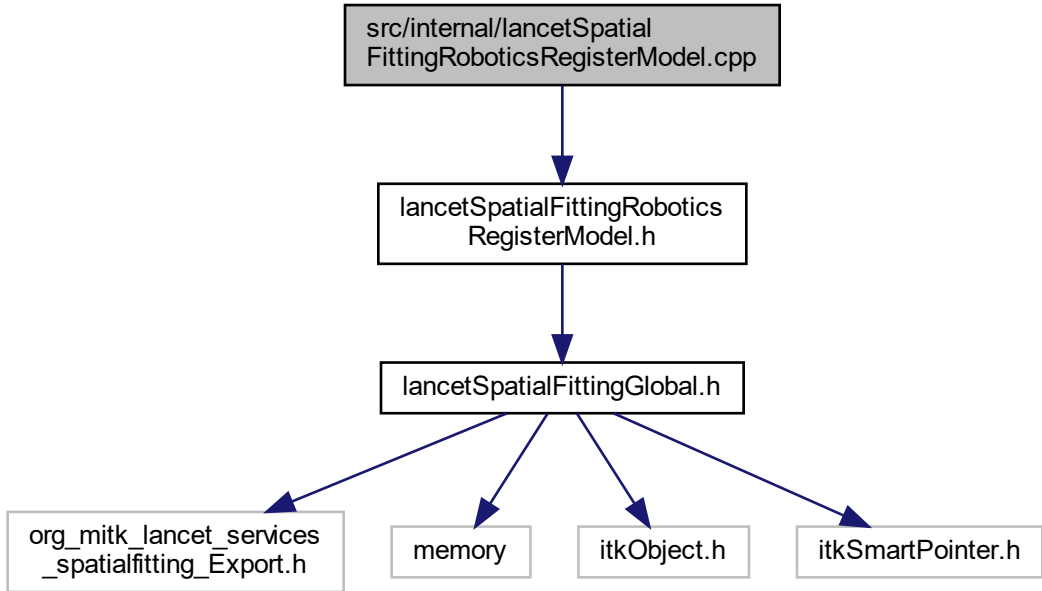 src/internal/lancetSpatial
FittingRoboticsRegisterModel.cpp
lancetSpatialFittingRobotics
RegisterModel.h
lancetSpatialFittingGlobal.h
org_mitk_lancet_services
_spatialfitting_Export.h
memory
itkObject.h
itkSmartPointer.h